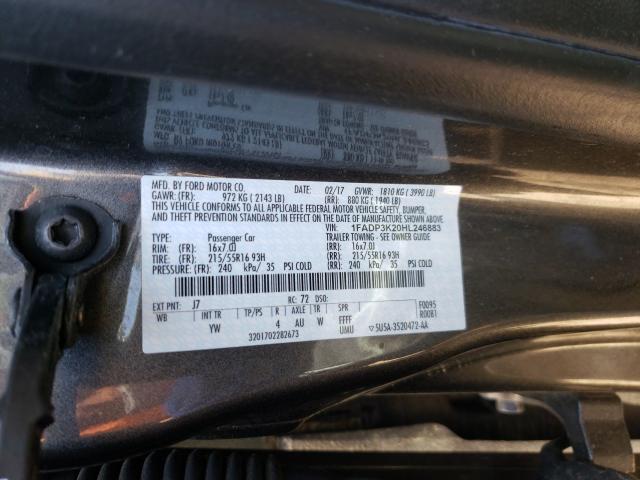 MFD. BY FORD MOTOR CO. 02/17 GVWR: 1810 KG ( 3990 LB)
GAWR: (FR): 972 KG ( 2143 LB) (RR): 880 KG ( 1940 LB)
THIS VEHICLE CONFORMS TO ALL APPLICABLE FEDERAL MOTOR VEHICLE SAFETY, BUMPER,
AND THEFT PREVENTION STANDARDS IN EFFECT ON THE DATE OF MANUFACTURE SHOWN ABOVE.
VIN: 1FADP3K20HL246883
TYPE: Passenger Car TRAILER TOWING - SEE OWNER GUIDE
RIM: (FR): 16x7.0J (RR): 16x7.0J
TIRE: (FR): 215/55R16 93H (RR): 215/55R16 93H
PRESSURE: (FR): 240 kPa/ 35 PSI COLD (RR): 240 kPa/ 35 PSI COLD
EXT PNT: J7 RC: 72 DSO: F0095
WB INT TR TP/PS R AXLE TR SPR R0081
YW 4 AU W FFFF
UMU
3201702282673 5U5A-3520472-AA